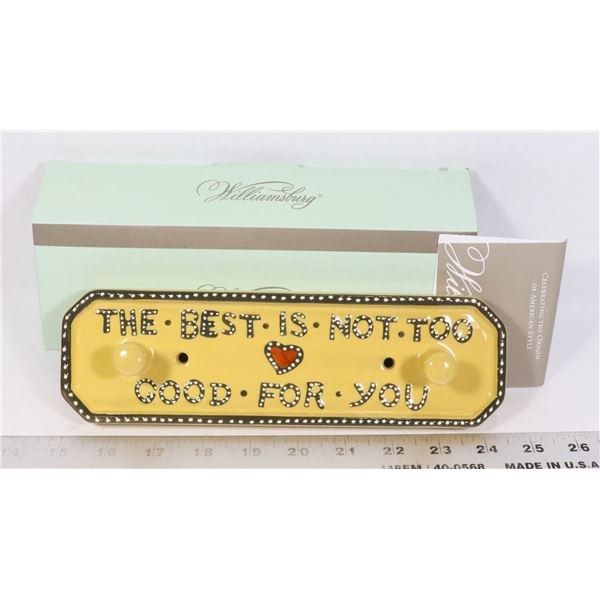 Williamsburg®
CELEBRATING THE ORIGIN
OF AMERICAN STYLE
THE·BEST·IS·NOT·TOO
GOOD·FOR·YOU
14 15 16 17 18 19 20 21 22 23 24 25 26
MADE IN U.S.A